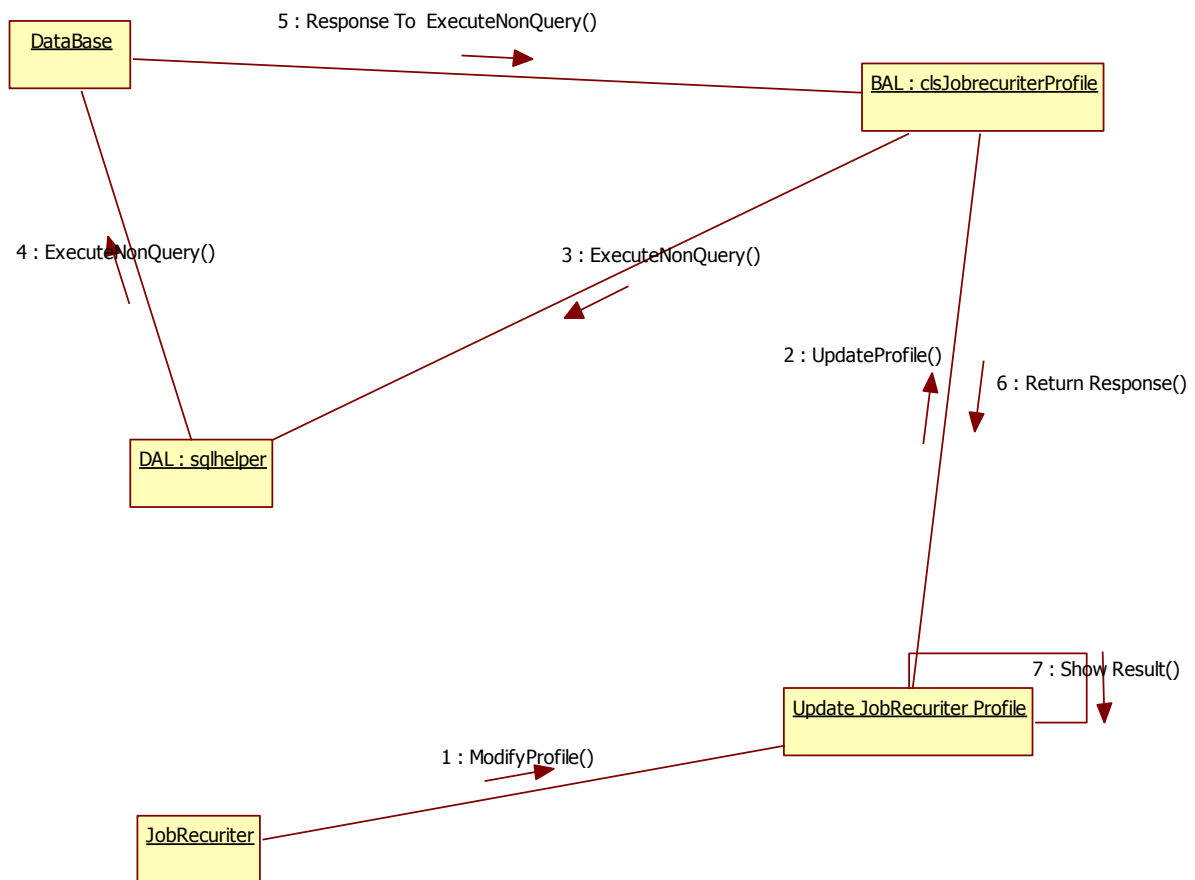 5 : Response To  ExecuteNonQuery()
DataBase
BAL : clsJobrecuriterProfile
4 : ExecuteNonQuery()
3 : ExecuteNonQuery()
2 : UpdateProfile()
6 : Return Response()
DAL : sqlhelper
7 : Show Result()
Update JobRecuriter Profile
1 : ModifyProfile()
JobRecuriter